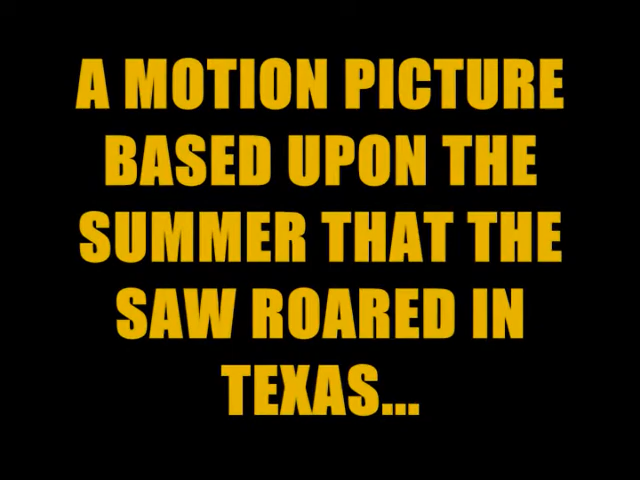 A MOTION PICTURE
BASED UPON THE
SUMMER THAT THE
SAW ROARED IN
TEXAS...